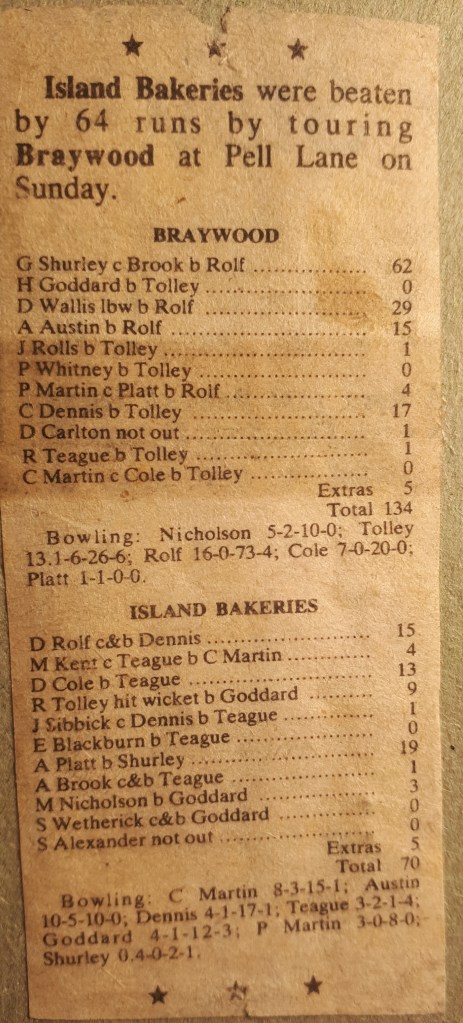 Island Bakeries were beaten
by 64 runs by touring
Braywood at Pell Lane on
Sunday.
BRAYWOOD
G Shurley c Brook b Rolf .................. 62
H Goddard b Tolley ........................ 0
D Wallis lbw b Rolf ........................ 29
A Austin b Rolf ............................. 15
J Rolls b Tolley ............................. 1
P Whitney b Tolley ........................ 0
P Martin c Platt b Rolf .................... 4
C Dennis b Tolley ......................... 17
D Carlton not out .......................... 1
R Teague b Tolley ......................... 1
C Martin c Cole b Tolley ................. 0
Extras 5
Total 134
Bowling: Nicholson 5-2-10-0; Tolley
13.1-6-26-6; Rolf 16-0-73-4; Cole 7-0-20-0;
Platt 1-1-0-0.
ISLAND BAKERIES
D Rolf c&b Dennis ......................... 15
M Kent c Teague b C Martin ............ 4
D Cole b Teague ........................... 13
R Tolley hit wicket b Goddard .......... 9
J Sibbick c Dennis b Teague .............. 1
E Blackburn b Teague ..................... 0
A Platt b Shurley ........................... 19
A Brook c&b Teague ...................... 1
M Nicholson b Goddard .................. 3
S Wetherick c&b Goddard ............... 0
S Alexander not out ....................... 0
Extras 5
Total 70
Bowling: C Martin 8-3-15-1; Austin
10-5-10-0; Dennis 4-1-17-1; Teague 3-2-1-4;
Goddard 4-1-12-3; P Martin 3-0-8-0;
Shurley 0.4-0-2-1.